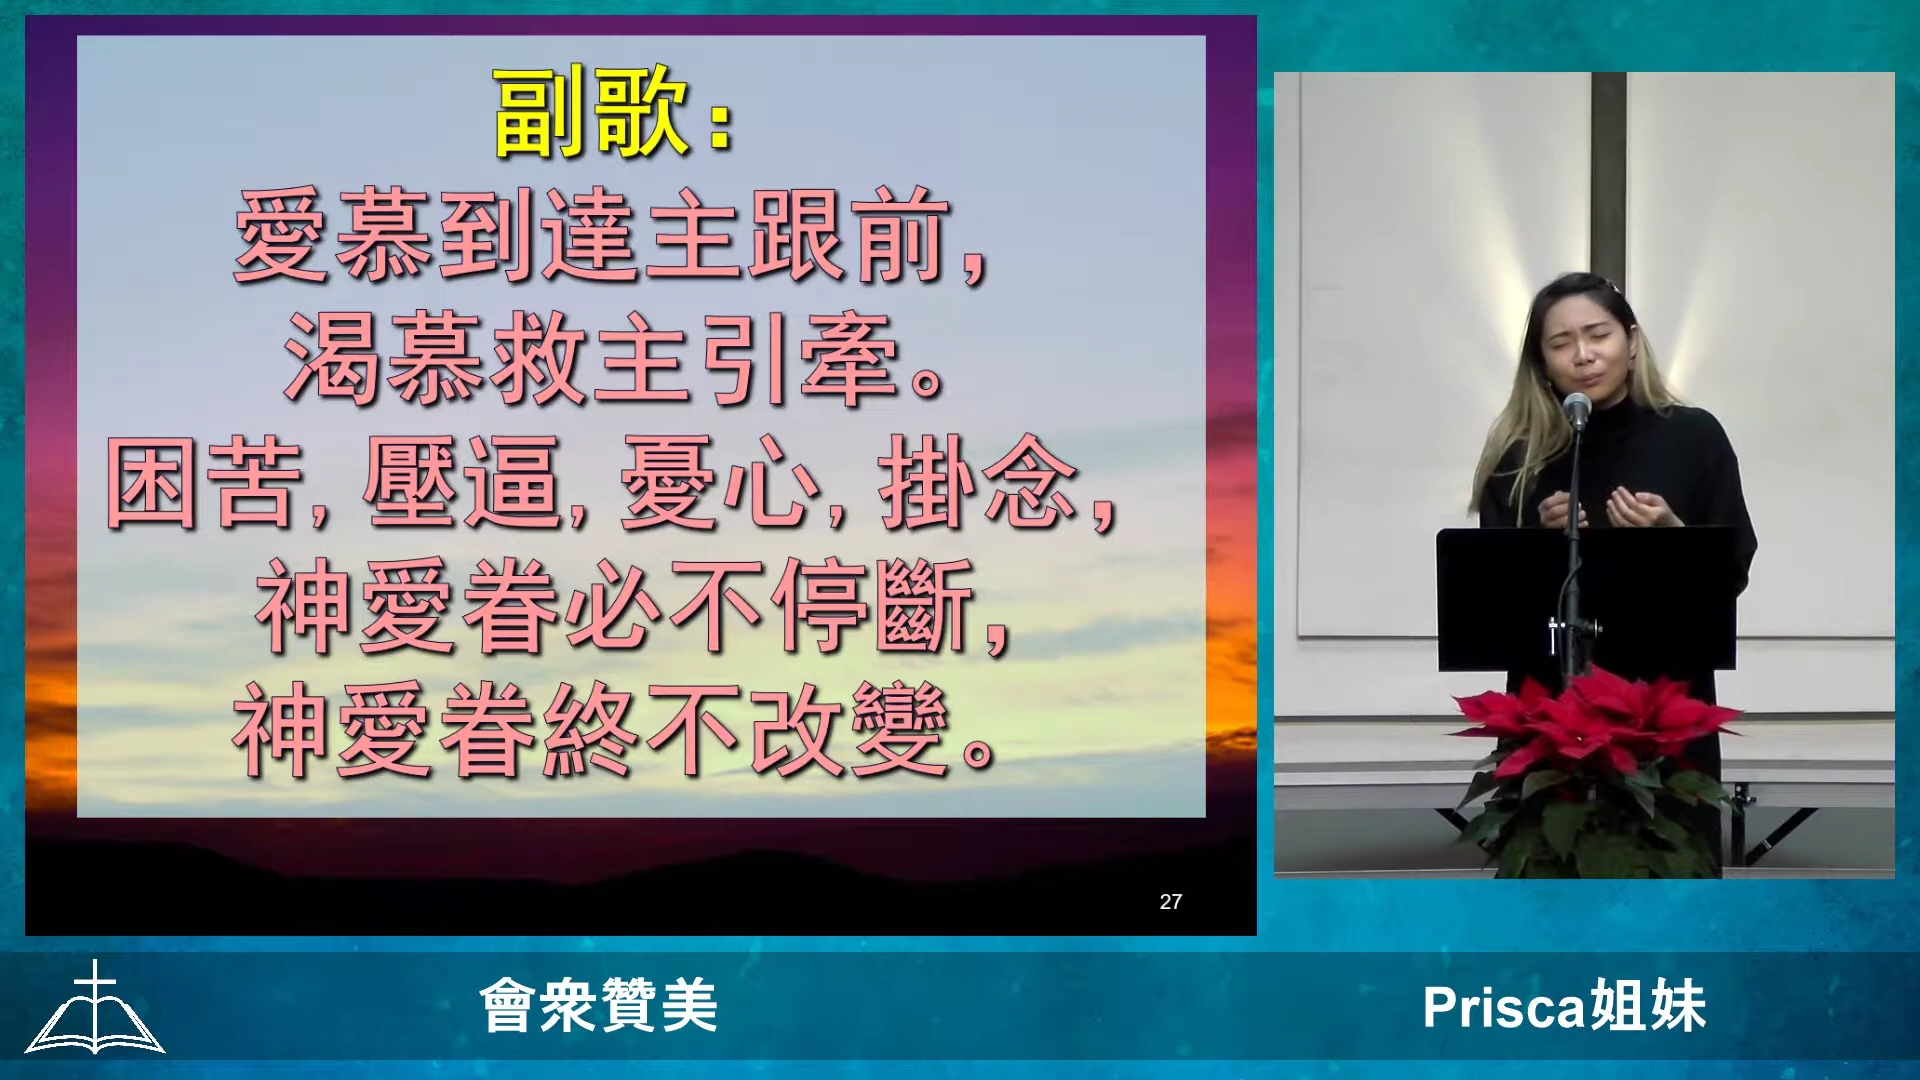 副歌：
愛慕到達主跟前，
渴慕救主引牽。
困苦, 壓逼, 憂心, 掛念，
神愛眷必不停斷，
神愛眷終不改變。
27
會眾贊美
Prisca姐妹